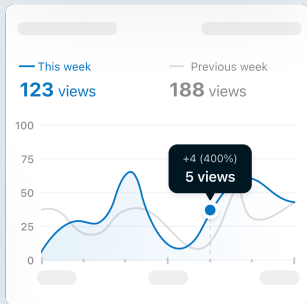 This week
Previous week
123 views
188 views
100
+4 (400%)
75
5 views
50
25
0